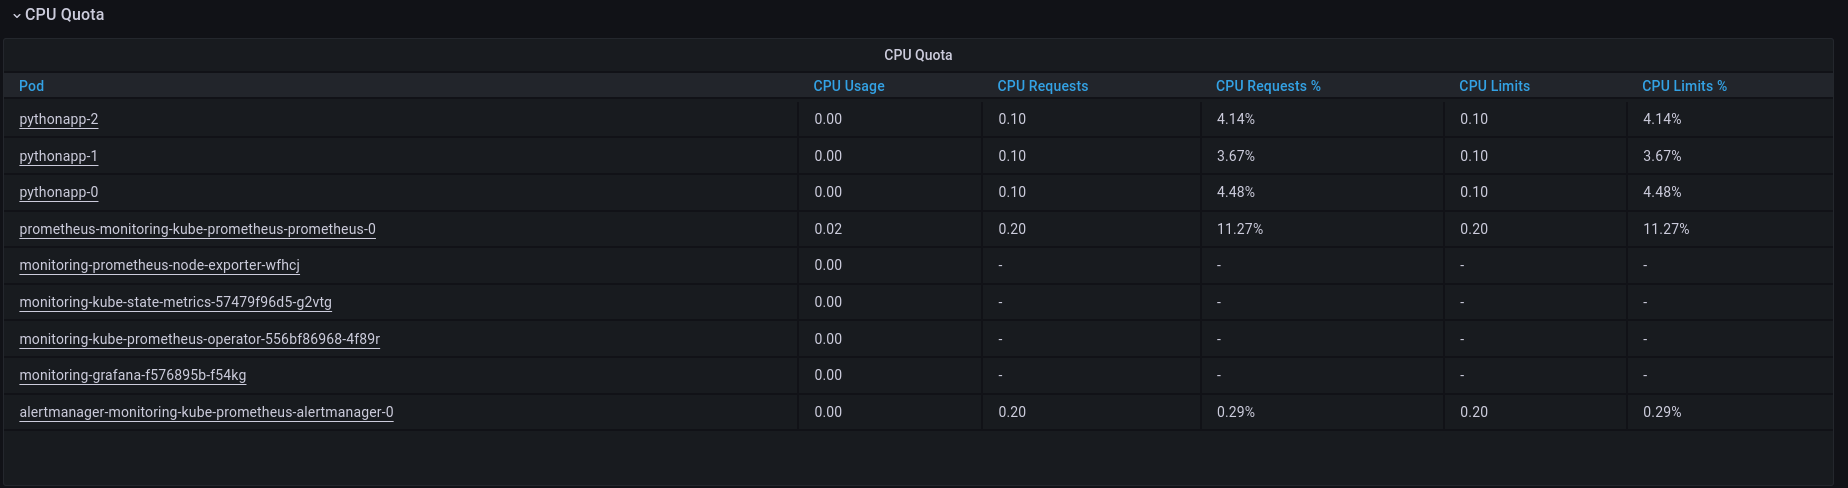 CPU Quota
CPU Quota
Pod CPU Usage CPU Requests CPU Requests % CPU Limits CPU Limits %
pythonapp-2 0.00 0.10 4.14% 0.10 4.14%
pythonapp-1 0.00 0.10 3.67% 0.10 3.67%
pythonapp-0 0.00 0.10 4.48% 0.10 4.48%
prometheus-monitoring-kube-prometheus-prometheus-0 0.02 0.20 11.27% 0.20 11.27%
monitoring-prometheus-node-exporter-wfhcj 0.00 - - - -
monitoring-kube-state-metrics-57479f96d5-g2vtg 0.00 - - - -
monitoring-kube-prometheus-operator-556bf86968-4f89r 0.00 - - - -
monitoring-grafana-f576895b-f54kg 0.00 - - - -
alertmanager-monitoring-kube-prometheus-alertmanager-0 0.00 0.20 0.29% 0.20 0.29%